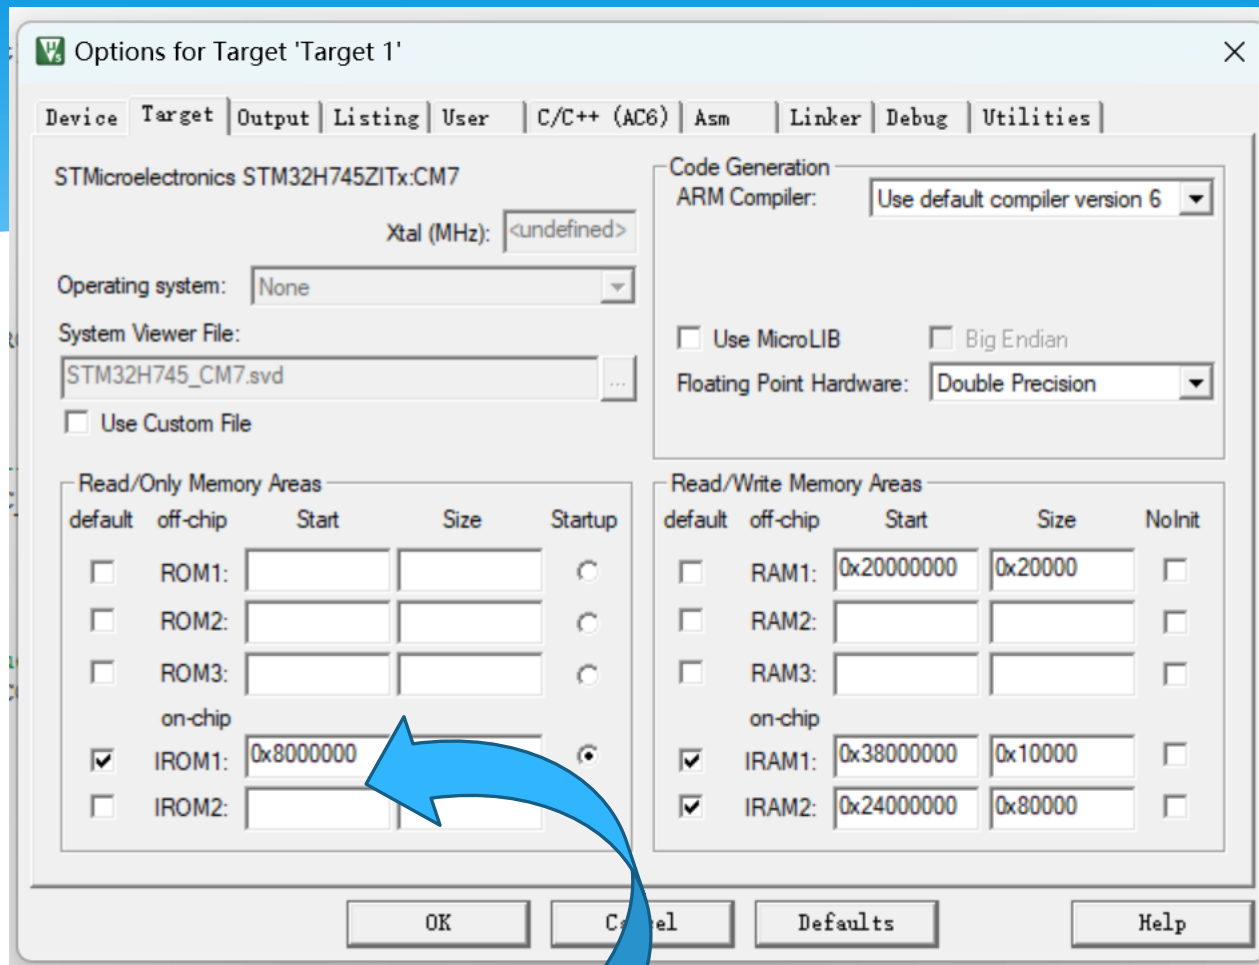 Options for Target 'Target 1'
Device Target Output Listing User C/C++ (AC6) Asm Linker Debug Utilities
STMicroelectronics STM32H745ZITx:CM7
Xtal (MHz): <undefined>
Operating system: None
System Viewer File:
STM32H745_CM7.svd ...
Use Custom File
Code Generation
ARM Compiler: Use default compiler version 6
Use MicroLIB Big Endian
Floating Point Hardware: Double Precision
Read/Only Memory Areas
default off-chip Start Size Startup
ROM1:
ROM2:
ROM3:
on-chip
IROM1: 0x8000000
IROM2:
Read/Write Memory Areas
default off-chip Start Size NoInit
RAM1: 0x20000000 0x20000
RAM2:
RAM3:
on-chip
IRAM1: 0x38000000 0x10000
IRAM2: 0x24000000 0x80000
OK Defaults Help